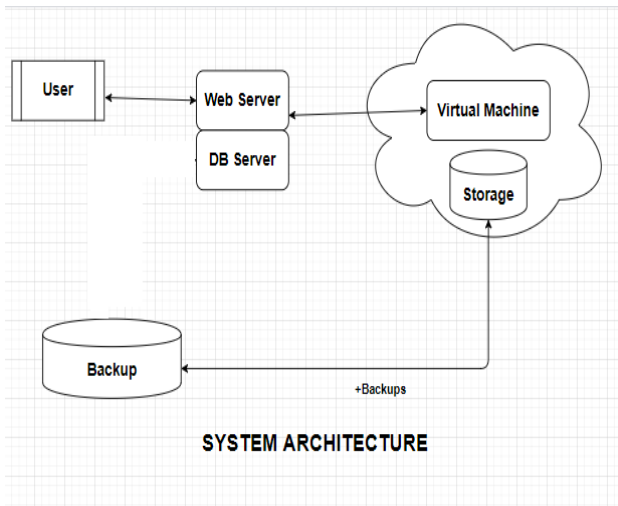 User
Web Server
DB Server
Virtual Machine
Storage
Backup
+Backups
SYSTEM ARCHITECTURE